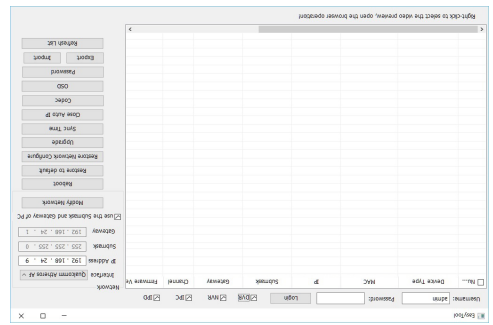 EasyTool
Username: admin Password: Login DVR NVR IPC IPD
Nu... Device Type MAC IP Submask Gateway Channel Firmware Ve
Network
Interface Qualcomm Atheros AF
IP Address 192 . 168 . 24 . 9
Submask 255 . 255 . 255 . 0
Gateway 192 . 168 . 24 . 1
use the Submask and Gateway of PC
Modify Network
Reboot
Restore to default
Restore Network Configure
Upgrade
Sync Time
Close Auto IP
Codec
OSD
Password
Export Import
Refresh List
Right-click to select the video preview, open the browser operation!